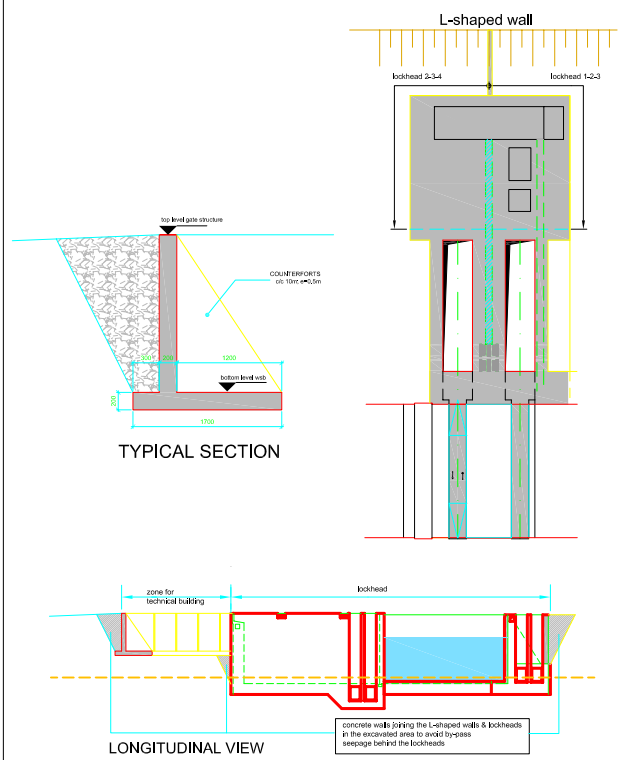 L-shaped wall
lockhead 2-3-4
lockhead 1-2-3
top level gate structure
COUNTERFORTS
c/c 10m; e=0,5m
300
200
1200
bottom level wsb
200
1700
TYPICAL SECTION
zone for
technical building
lockhead
concrete walls joining the L-shaped walls & lockheads
in the excavated area to avoid by-pass
seepage behind the lockheads
LONGITUDINAL VIEW